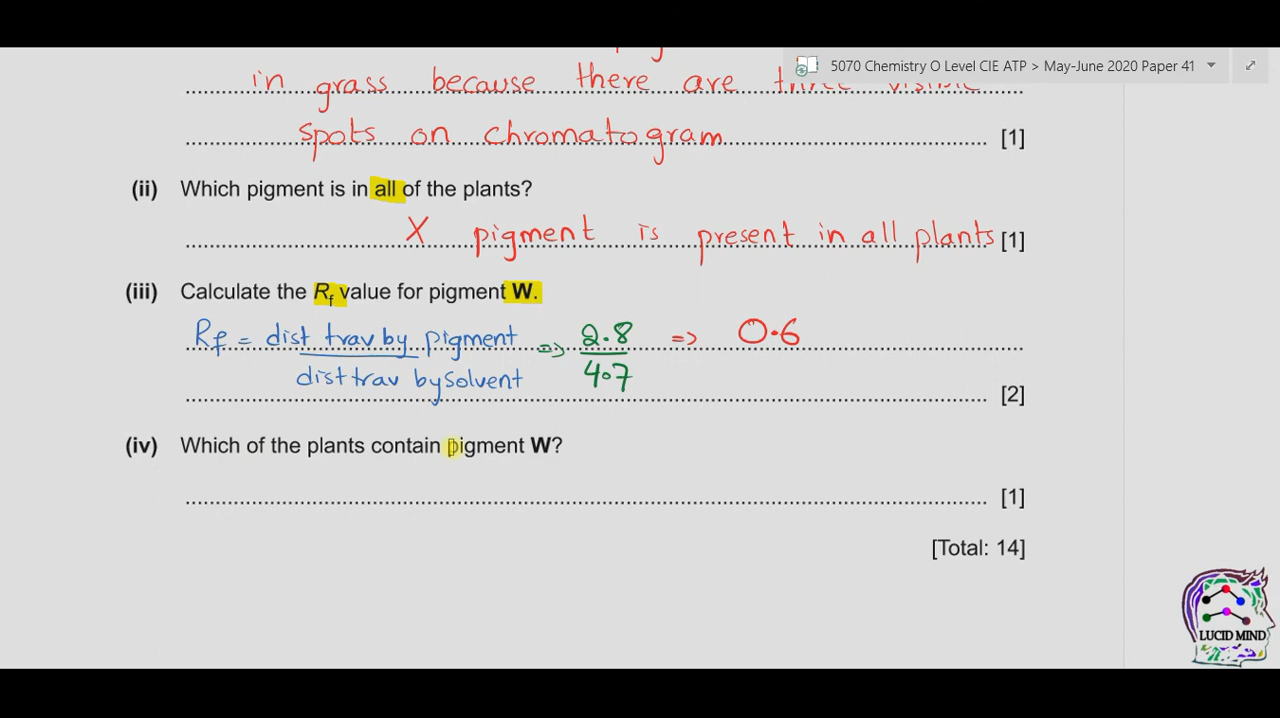 5070 Chemistry O Level CIE ATP > May-June 2020 Paper 41
in grass because there are three visible
spots on chromatogram [1]
(ii) Which pigment is in all of the plants?
X pigment is present in all plants [1]
(iii) Calculate the Rf value for pigment W.
Rf = dist trav by pigment => 2.8 => 0.6
dist trav by solvent 4.7
[2]
(iv) Which of the plants contain pigment W?
[1]
[Total: 14]
LUCID MIND